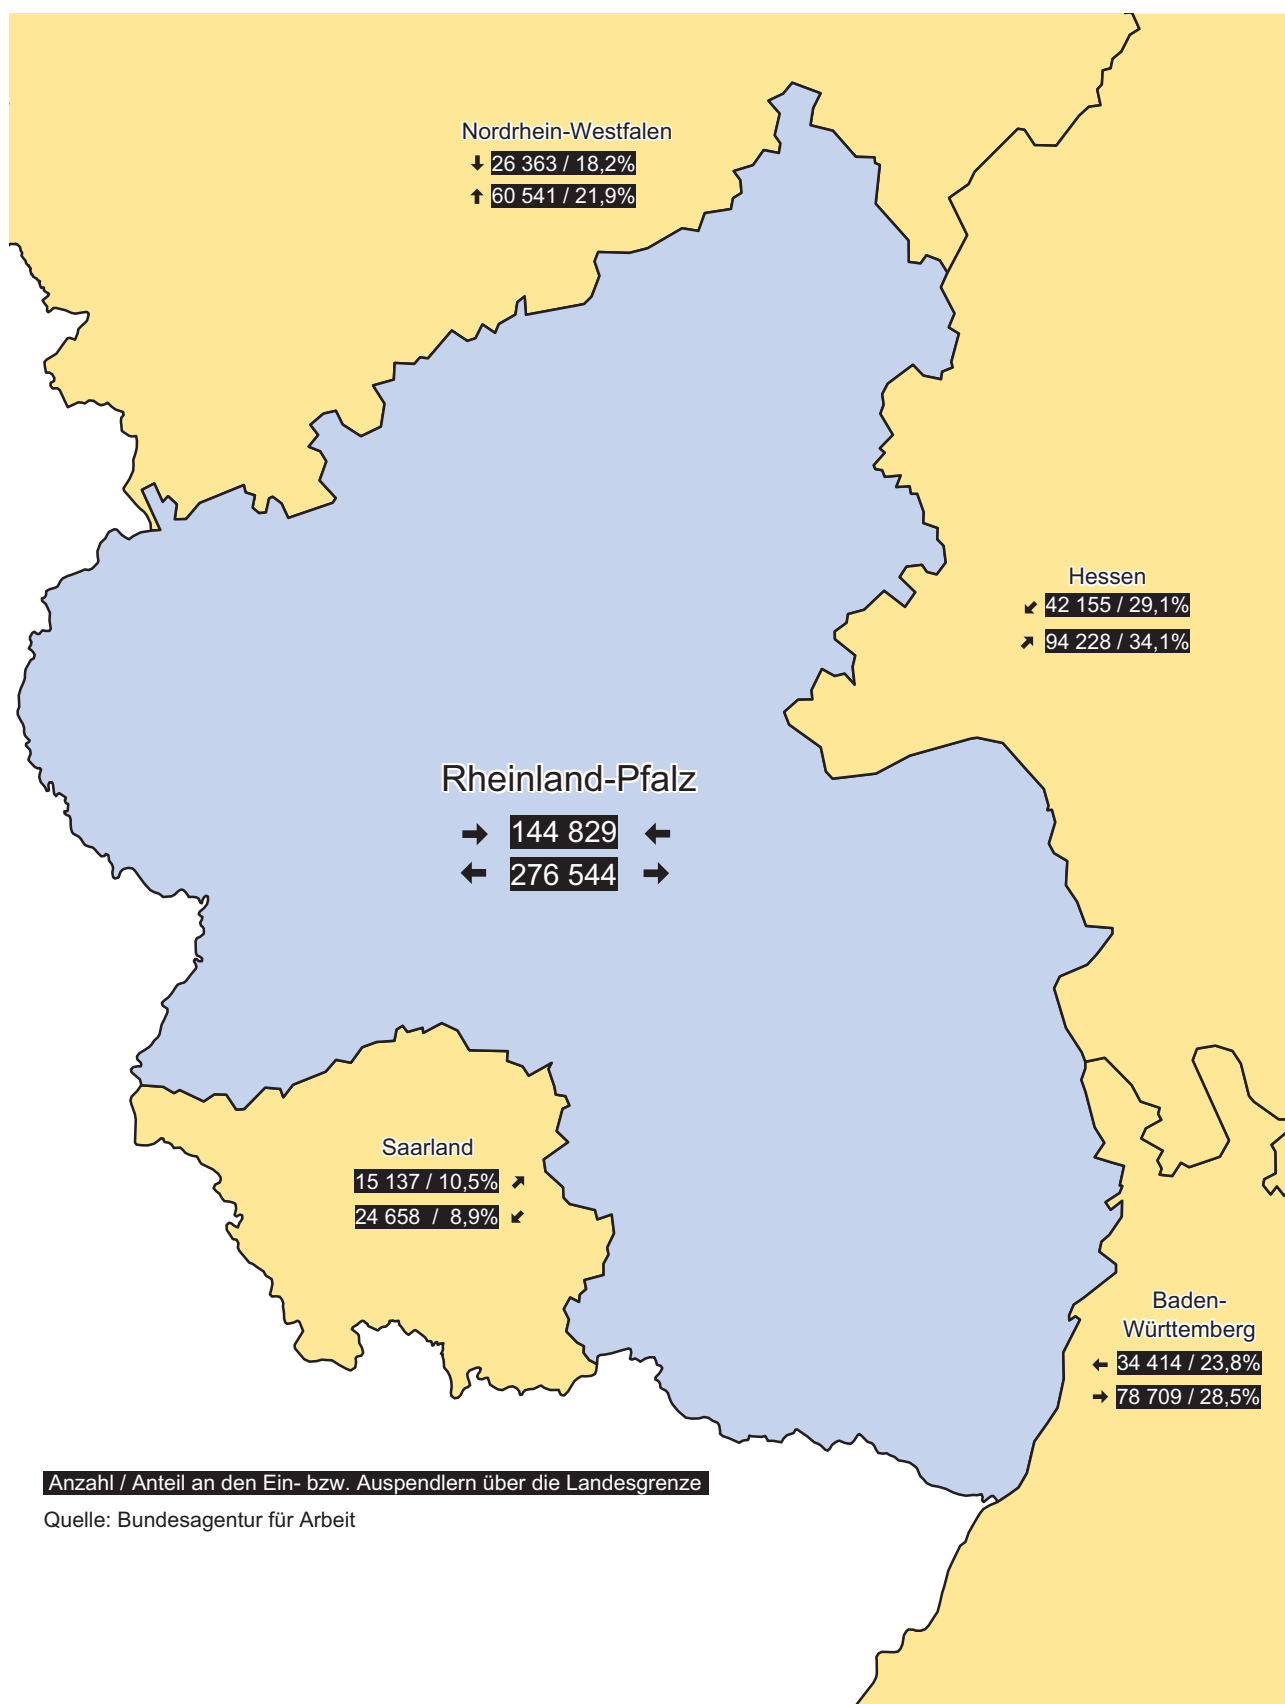 Nordrhein-Westfalen
26 363 / 18,2%
60 541 / 21,9%
Hessen
42 155 / 29,1%
94 228 / 34,1%
Rheinland-Pfalz
144 829
276 544
Saarland
15 137 / 10,5%
24 658 / 8,9%
Baden-
Württemberg
34 414 / 23,8%
78 709 / 28,5%
Anzahl / Anteil an den Ein- bzw. Auspendlern über die Landesgrenze
Quelle: Bundesagentur für Arbeit